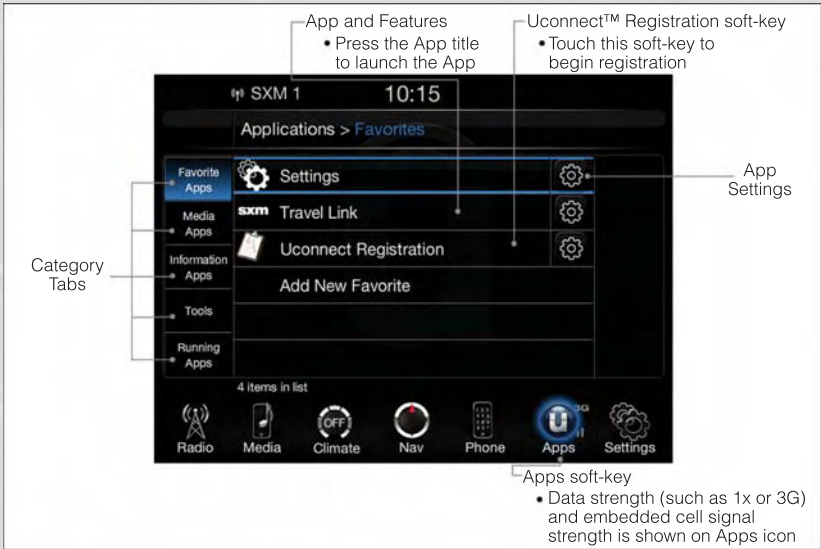 App and Features
• Press the App title
to launch the App
Uconnect™ Registration soft-key
• Touch this soft-key to
begin registration
SXM 1
10:15
Applications > Favorites
Favorite
Apps
Settings
App
Settings
Media
Apps
sxm Travel Link
Category
Tabs
Information
Apps
Uconnect Registration
Tools
Add New Favorite
Running
Apps
4 items in list
OFF
U
3G
Radio
Media
Climate
Nav
Phone
Apps
Settings
Apps soft-key
• Data strength (such as 1x or 3G)
and embedded cell signal
strength is shown on Apps icon